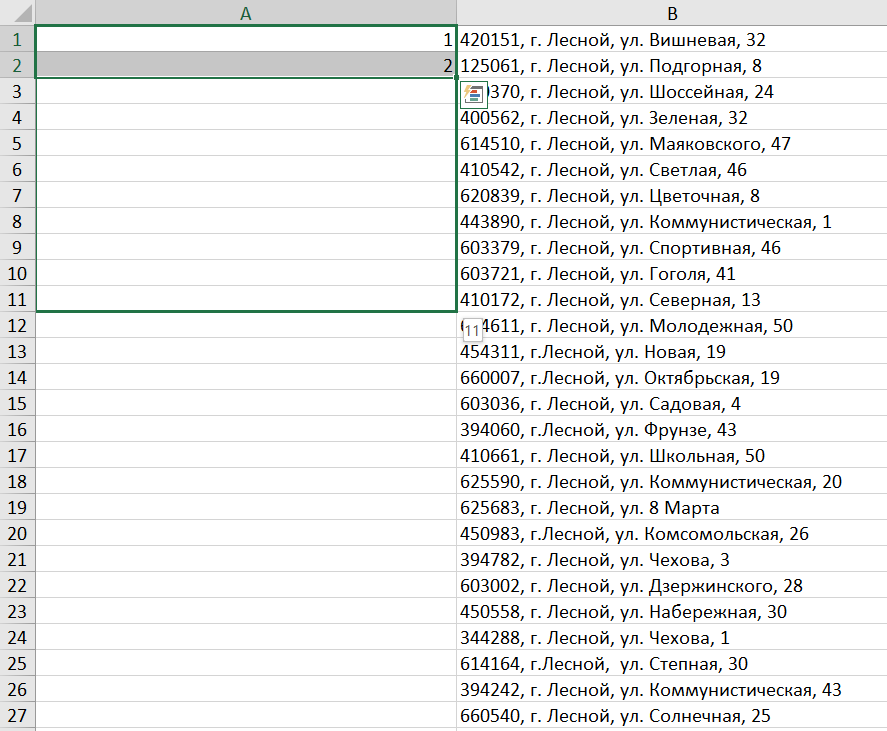 A B
1 1 420151, г. Лесной, ул. Вишневая, 32
2 2 125061, г. Лесной, ул. Подгорная, 8
3 370, г. Лесной, ул. Шоссейная, 24
4 400562, г. Лесной, ул. Зеленая, 32
5 614510, г. Лесной, ул. Маяковского, 47
6 410542, г. Лесной, ул. Светлая, 46
7 620839, г. Лесной, ул. Цветочная, 8
8 443890, г. Лесной, ул. Коммунистическая, 1
9 603379, г. Лесной, ул. Спортивная, 46
10 603721, г. Лесной, ул. Гоголя, 41
11 410172, г. Лесной, ул. Северная, 13
12 4611, г. Лесной, ул. Молодежная, 50
11
13 454311, г.Лесной, ул. Новая, 19
14 660007, г.Лесной, ул. Октябрьская, 19
15 603036, г. Лесной, ул. Садовая, 4
16 394060, г.Лесной, ул. Фрунзе, 43
17 410661, г. Лесной, ул. Школьная, 50
18 625590, г. Лесной, ул. Коммунистическая, 20
19 625683, г. Лесной, ул. 8 Марта
20 450983, г.Лесной, ул. Комсомольская, 26
21 394782, г. Лесной, ул. Чехова, 3
22 603002, г. Лесной, ул. Дзержинского, 28
23 450558, г. Лесной, ул. Набережная, 30
24 344288, г. Лесной, ул. Чехова, 1
25 614164, г.Лесной,  ул. Степная, 30
26 394242, г. Лесной, ул. Коммунистическая, 43
27 660540, г. Лесной, ул. Солнечная, 25